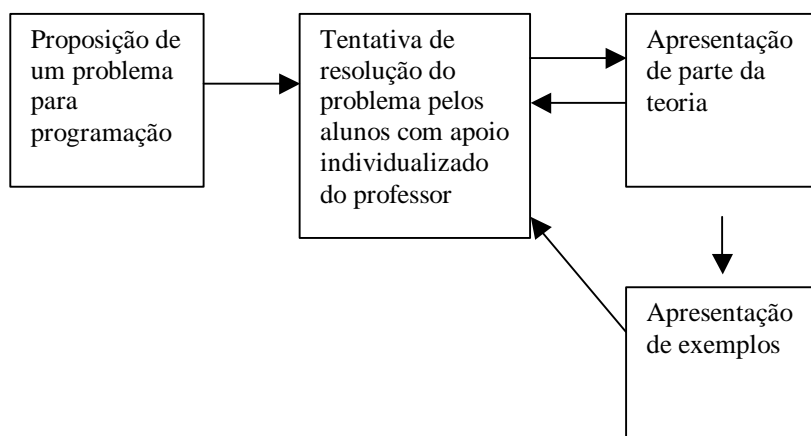 Proposição de
um problema
para
programação
Tentativa de
resolução do
problema pelos
alunos com apoio
individualizado
do professor
Apresentação
de parte da
teoria
Apresentação
de exemplos